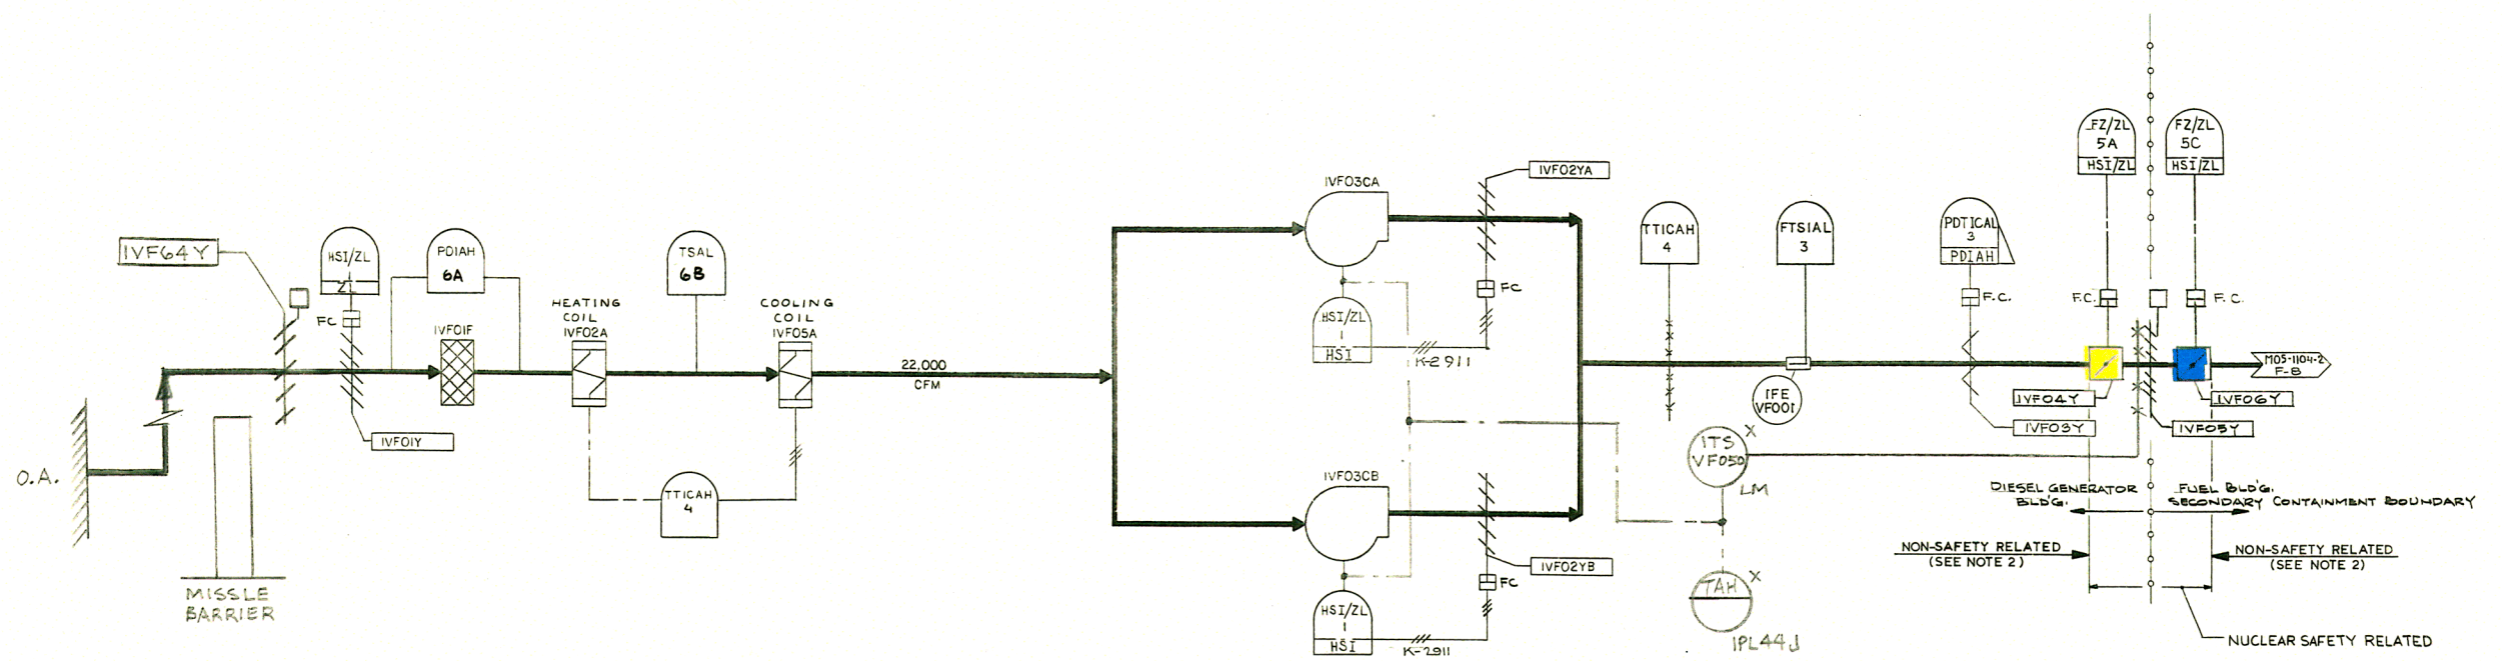 O.A.
MISSLE
BARRIER
IVF64Y
HSI/ZL
ZL
FC
IVF01Y
PDIAH
6A
IVF01F
HEATING
COIL
IVF02A
TSAL
6B
COOLING
COIL
IVF05A
TTICAH
4
22,000
CFM
IVF03CA
HSI/ZL
1
HSI
K-2911
IVF02YA
FC
IVF03CB
HSI/ZL
1
HSI
K-2911
IVF02YB
FC
TTICAH
4
FTSIAL
3
IFE
VF001
ITS
VF050
X
LM
TAH
X
IPL44J
PDTICAL
3
PDIAH
F.C.
IVF03Y
FZ/ZL
5A
HSI/ZL
F.C.
IVF04Y
FZ/ZL
5C
HSI/ZL
F.C.
IVF06Y
IVF05Y
M05-1104-2
F-8
DIESEL GENERATOR
BLD'G.
FUEL BLD'G.
SECONDARY CONTAINMENT BOUNDARY
NON-SAFETY RELATED
(SEE NOTE 2)
NON-SAFETY RELATED
(SEE NOTE 2)
NUCLEAR SAFETY RELATED